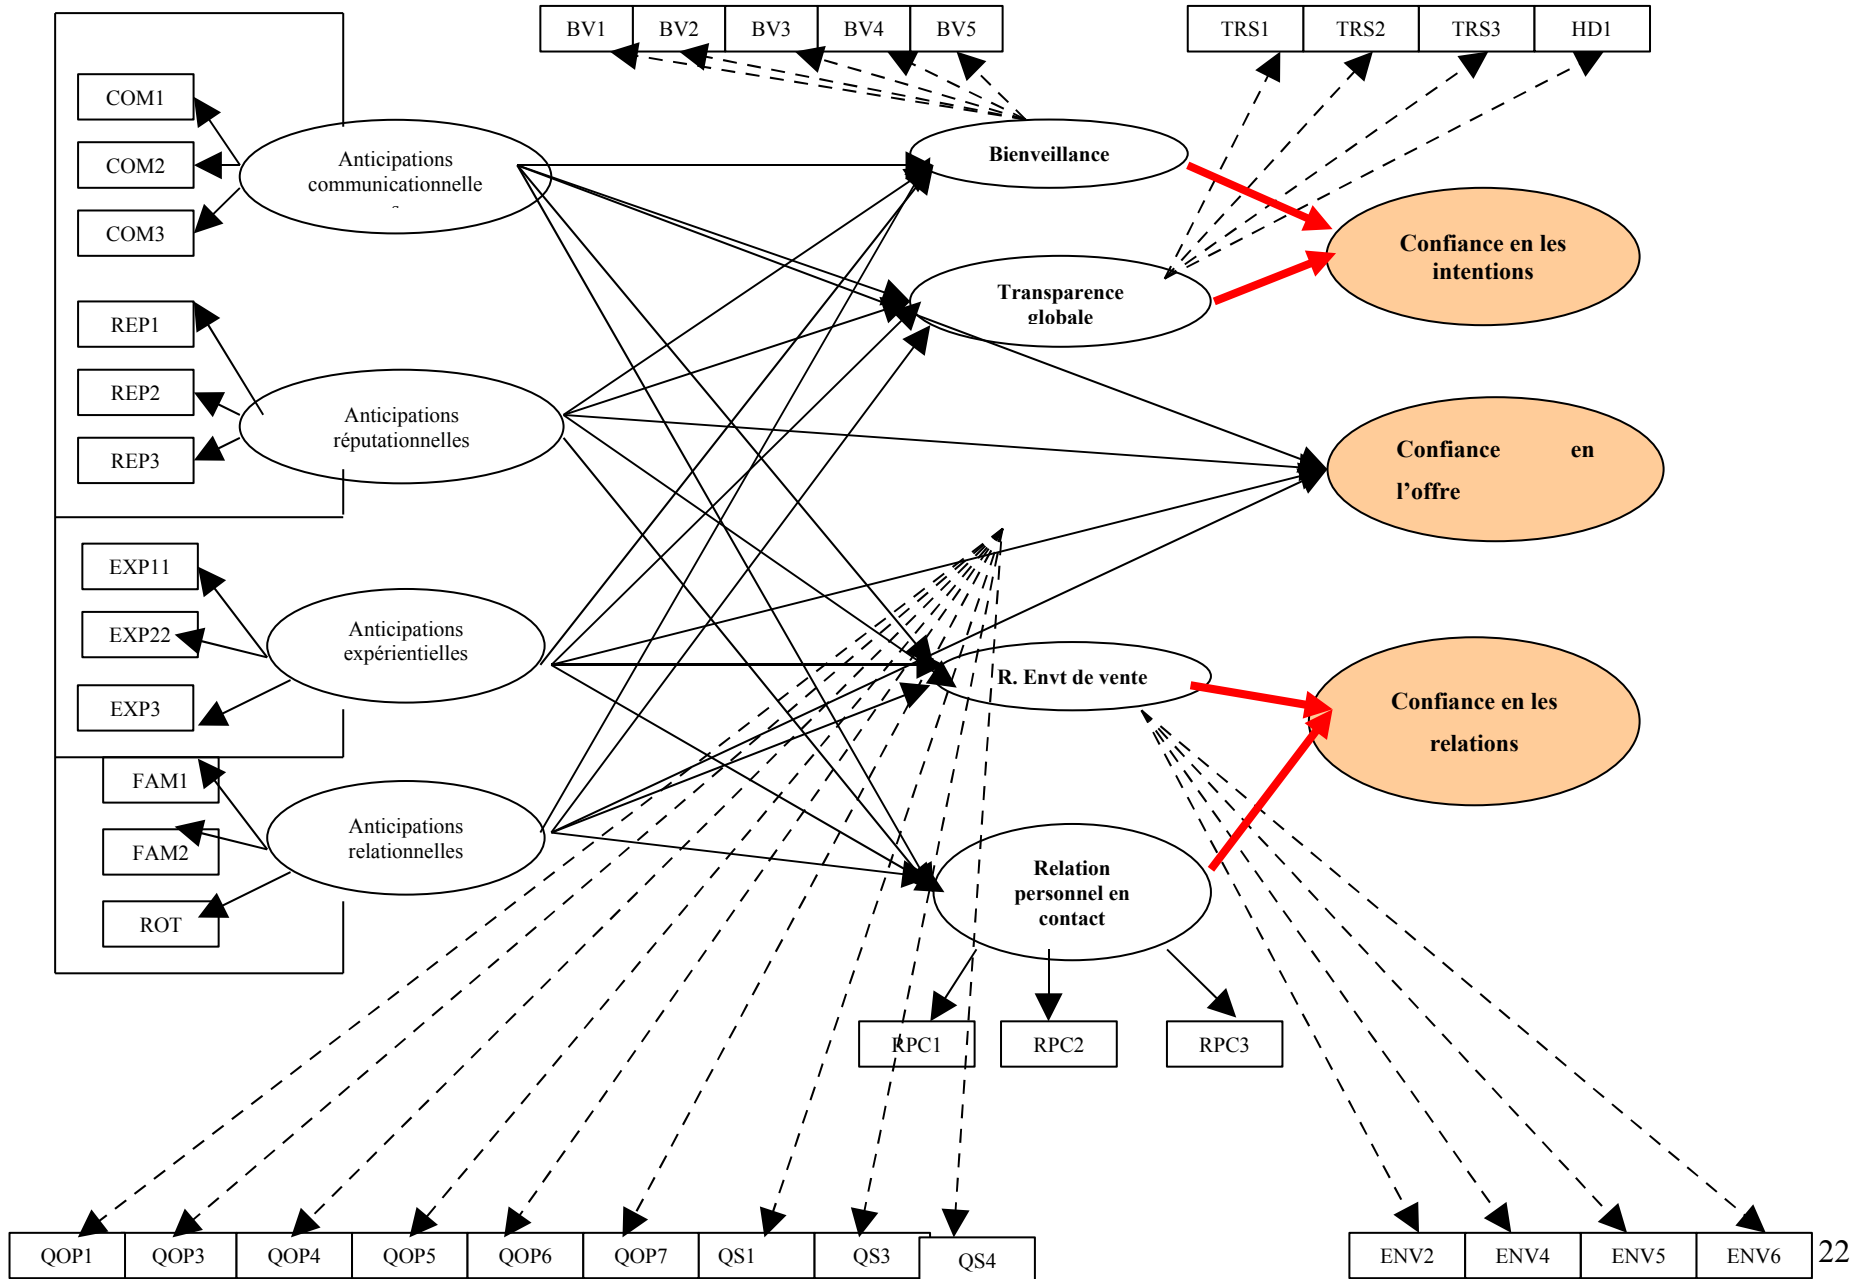 BV1 BV2 BV3 BV4 BV5
TRS1 TRS2 TRS3 HD1
COM1
COM2
COM3
Anticipations
communicationnelle
Bienveillance
Confiance en les
intentions
Transparence
globale
REP1
REP2
REP3
Anticipations
réputationnelles
Confiance en
l’offre
EXP11
EXP22
EXP3
Anticipations
expérientielles
R. Envt de vente
Confiance en les
relations
FAM1
FAM2
ROT
Anticipations
relationnelles
Relation
personnel en
contact
RPC1 RPC2 RPC3
QOP1 QOP3 QOP4 QOP5 QOP6 QOP7 QS1 QS3 QS4
ENV2 ENV4 ENV5 ENV6
22